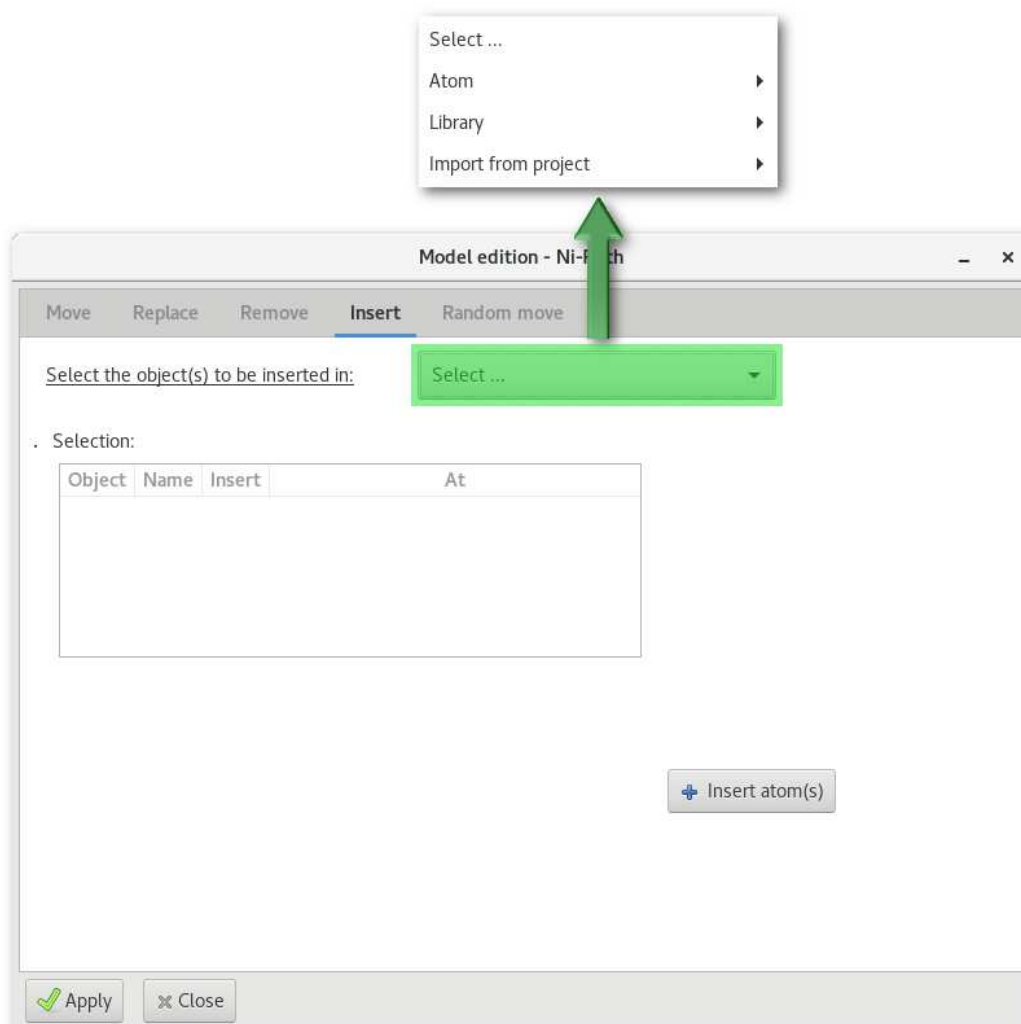 Select ...
Atom
Library
Import from project
Model edition -
Move Replace Remove Insert Random move
Select the object(s) to be inserted in: Select ...
. Selection:
Object Name Insert At
Insert atom(s)
Apply Close